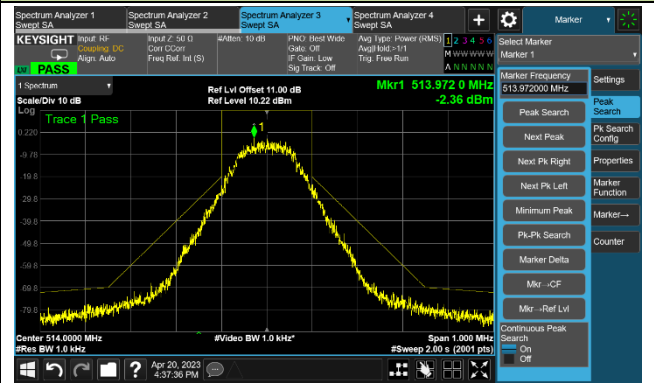 Spectrum Analyzer 1
Swept SA
Spectrum Analyzer 2
Swept SA
Spectrum Analyzer 3
Swept SA
Spectrum Analyzer 4
Swept SA
Marker
KEYSIGHT
Input: RF
Coupling: DC
Align: Auto
Input Z: 50 Ω
Corr CCorr
Freq Ref: Int (S)
#Atten: 10 dB
PNO: Best Wide
Gate: Off
IF Gain: Low
Sig Track: Off
Avg Type: Power (RMS)
Avg|Hold:>1/1
Trig: Free Run
1 2 3 4 5 6
M W W W W W
A N N N N N
PASS
Select Marker
Marker 1
1 Spectrum
Scale/Div 10 dB
Ref Lvl Offset 11.00 dB
Ref Level 10.22 dBm
Mkr1 513.972 0 MHz
-2.36 dBm
Log
Trace 1 Pass
1
0.220
-9.78
-19.8
-29.8
-39.8
-49.8
-59.8
-69.8
-79.8
Center 514.0000 MHz
#Res BW 1.0 kHz
#Video BW 1.0 kHz*
Span 1.000 MHz
#Sweep 2.00 s (2001 pts)
Marker Frequency
513.972000 MHz
Peak Search
Next Peak
Next Pk Right
Next Pk Left
Minimum Peak
Pk-Pk Search
Marker Delta
Mkr→CF
Mkr→Ref Lvl
Continuous Peak
Search
On
Off
Settings
Peak
Search
Pk Search
Config
Properties
Marker
Function
Marker→
Counter
Apr 20, 2023
4:37:36 PM